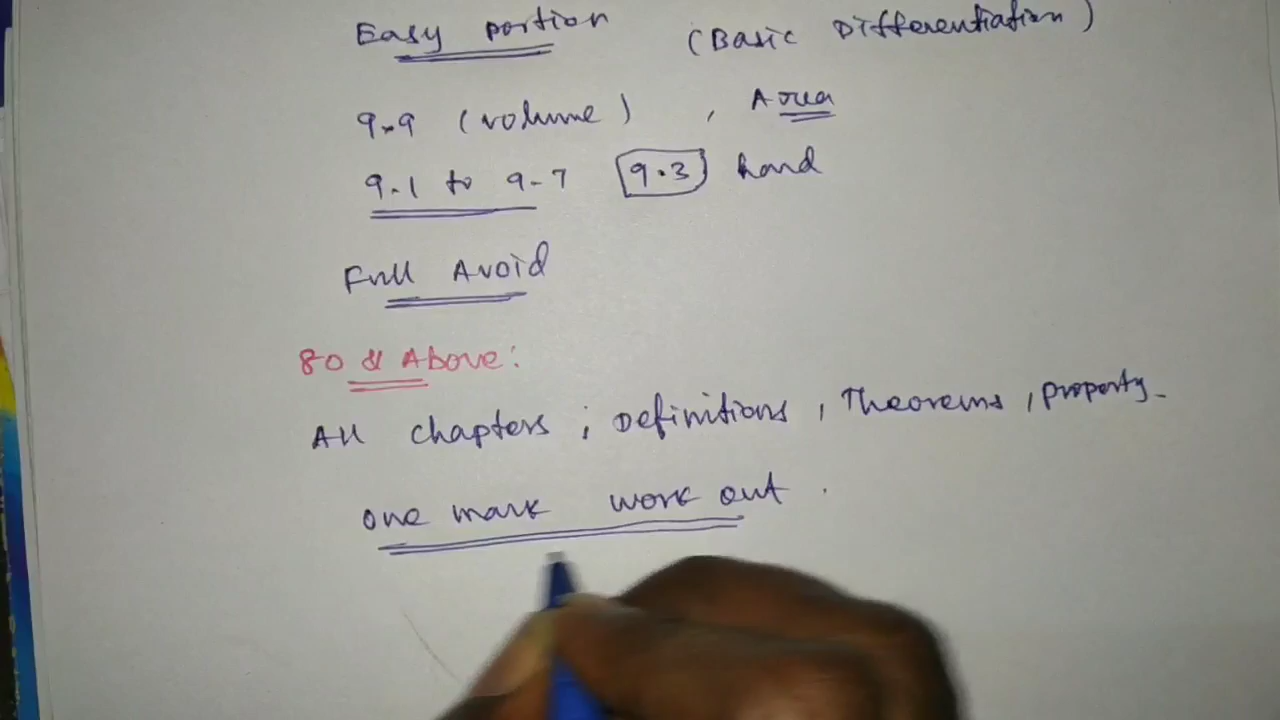 Easy portion (Basic Differentiation)
9.9 (volume) , Area
9.1 to 9-7 9.3 hard
Full Avoid
80 & Above:
All chapters ; Definitions , Theorems , property
one mark work out .